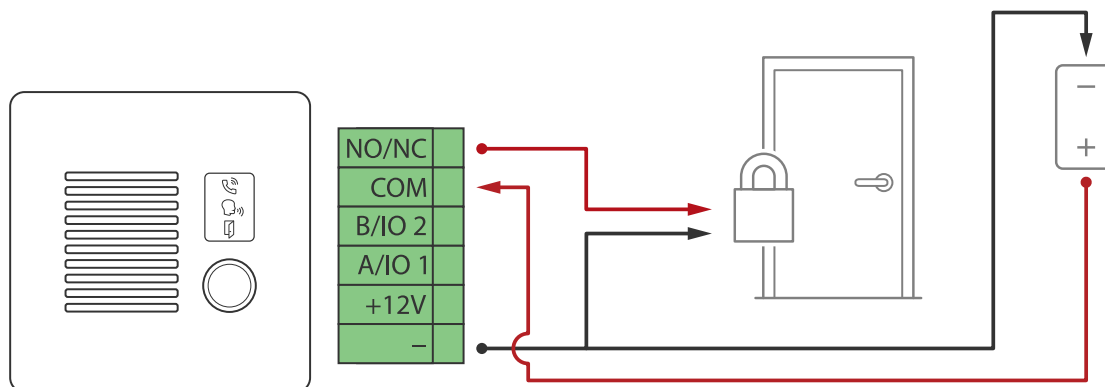 NO/NC
COM
B/IO 2
A/IO 1
+12V
–
–
+